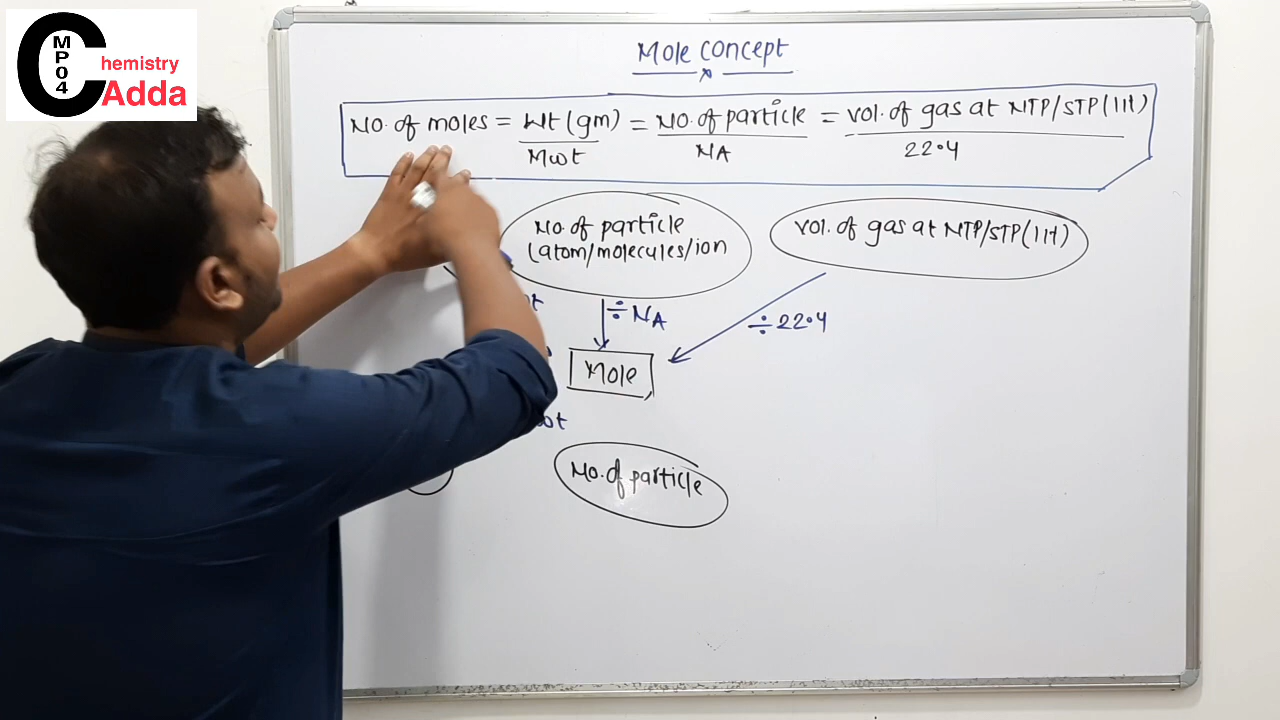 C
MP04
hemistry
Adda
Mole concept
No. of moles = Wt (gm) / Mwt = No. of particle / NA = Vol. of gas at NTP/STP(lit) / 22.4
No. of particle
(atom/molecules/ion
vol. of gas at NTP/STP(lit)
÷ NA
÷ 22.4
Mole
No. of particle